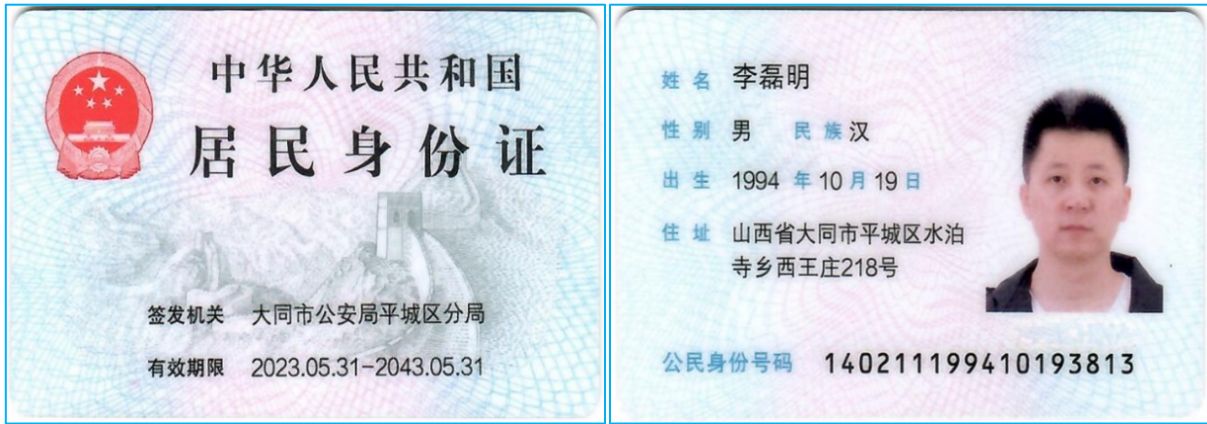 中华人民共和国
居民身份证
签发机关 大同市公安局平城区分局
有效期限 2023.05.31-2043.05.31
姓名 李磊明
性别 男 民族 汉
出生 1994 年 10 月 19 日
住址 山西省大同市平城区水泊
寺乡西王庄218号
公民身份号码 140211199410193813